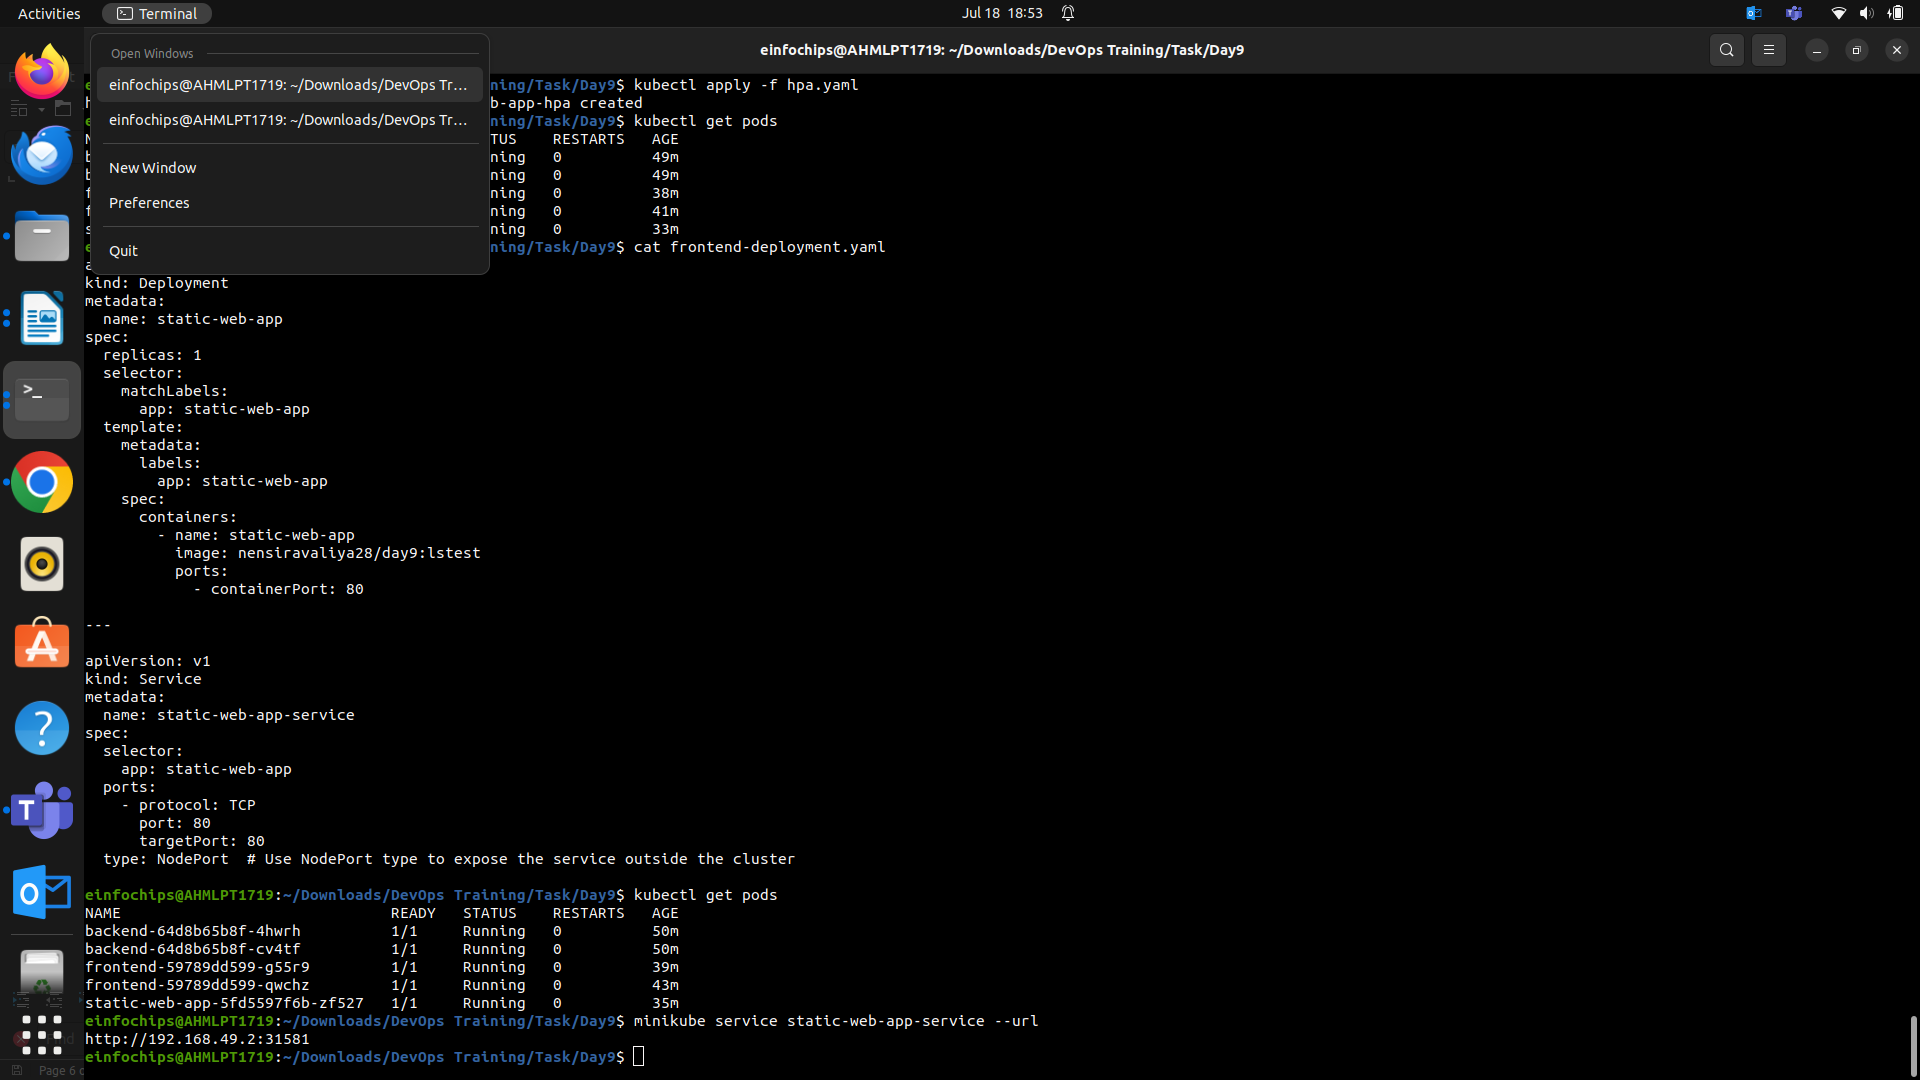 Activities
Terminal
Jul 18 18:53
Open Windows
einfochips@AHMLPT1719: ~/Downloads/DevOps Tr...
einfochips@AHMLPT1719: ~/Downloads/DevOps Tr...
New Window
Preferences
Quit
einfochips@AHMLPT1719: ~/Downloads/DevOps Training/Task/Day9
ning/Task/Day9$ kubectl apply -f hpa.yaml
b-app-hpa created
ning/Task/Day9$ kubectl get pods
TUS RESTARTS AGE
ning 0 49m
ning 0 49m
ning 0 38m
ning 0 41m
ning 0 33m
ning/Task/Day9$ cat frontend-deployment.yaml
kind: Deployment
metadata:
name: static-web-app
spec:
replicas: 1
selector:
matchLabels:
app: static-web-app
template:
metadata:
labels:
app: static-web-app
spec:
containers:
- name: static-web-app
image: nensiravaliya28/day9:lstest
ports:
- containerPort: 80
---
apiVersion: v1
kind: Service
metadata:
name: static-web-app-service
spec:
selector:
app: static-web-app
ports:
- protocol: TCP
port: 80
targetPort: 80
type: NodePort # Use NodePort type to expose the service outside the cluster
einfochips@AHMLPT1719:~/Downloads/DevOps Training/Task/Day9$ kubectl get pods
NAME READY STATUS RESTARTS AGE
backend-64d8b65b8f-4hwrh 1/1 Running 0 50m
backend-64d8b65b8f-cv4tf 1/1 Running 0 50m
frontend-59789dd599-g55r9 1/1 Running 0 39m
frontend-59789dd599-qwchz 1/1 Running 0 43m
static-web-app-5fd5597f6b-zf527 1/1 Running 0 35m
einfochips@AHMLPT1719:~/Downloads/DevOps Training/Task/Day9$ minikube service static-web-app-service --url
http://192.168.49.2:31581
einfochips@AHMLPT1719:~/Downloads/DevOps Training/Task/Day9$
Page 6